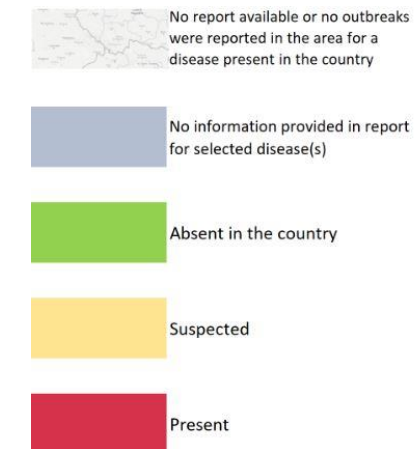 No report available or no outbreaks
were reported in the area for a
disease present in the country
No information provided in report
for selected disease(s)
Absent in the country
Suspected
Present